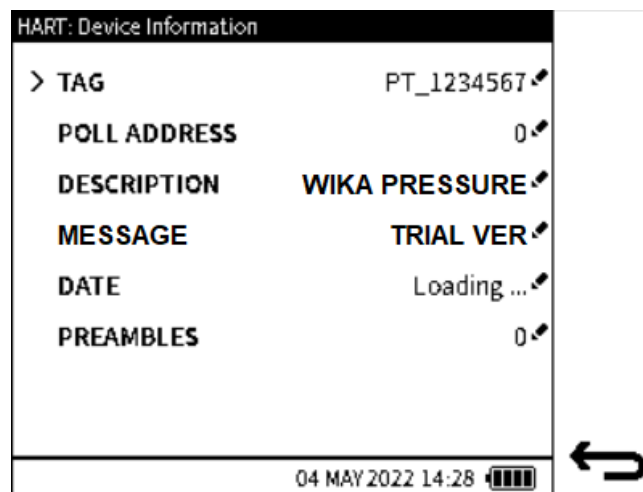 HART: Device Information
> TAG PT_1234567
POLL ADDRESS 0
DESCRIPTION WIKA PRESSURE
MESSAGE TRIAL VER
DATE Loading ...
PREAMBLES 0
04 MAY 2022 14:28